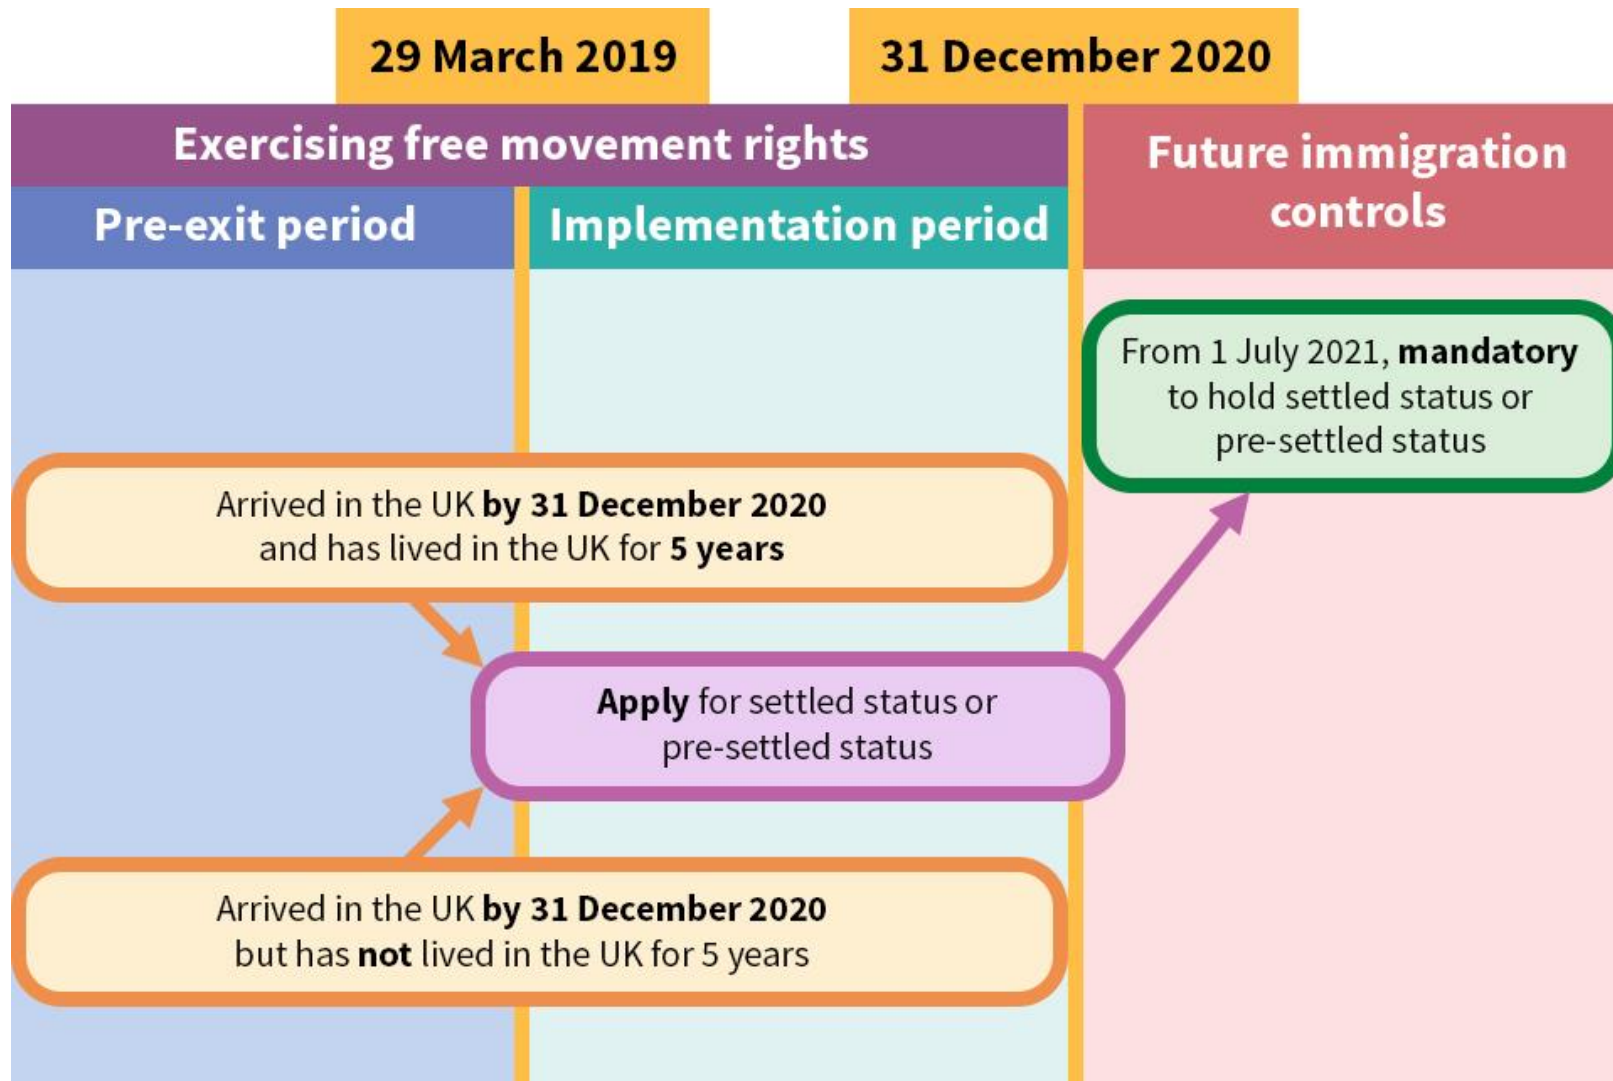 29 March 2019
31 December 2020
Exercising free movement rights
Future immigration
controls
Pre-exit period
Implementation period
From 1 July 2021, mandatory
to hold settled status or
pre-settled status
Arrived in the UK by 31 December 2020
and has lived in the UK for 5 years
Apply for settled status or
pre-settled status
Arrived in the UK by 31 December 2020
but has not lived in the UK for 5 years